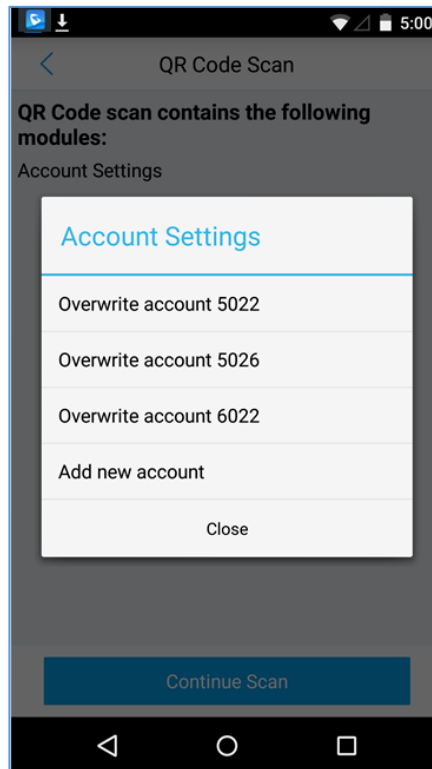 5:00
QR Code Scan
QR Code scan contains the following
modules:
Account Settings
Account Settings
Overwrite account 5022
Overwrite account 5026
Overwrite account 6022
Add new account
Close
Continue Scan